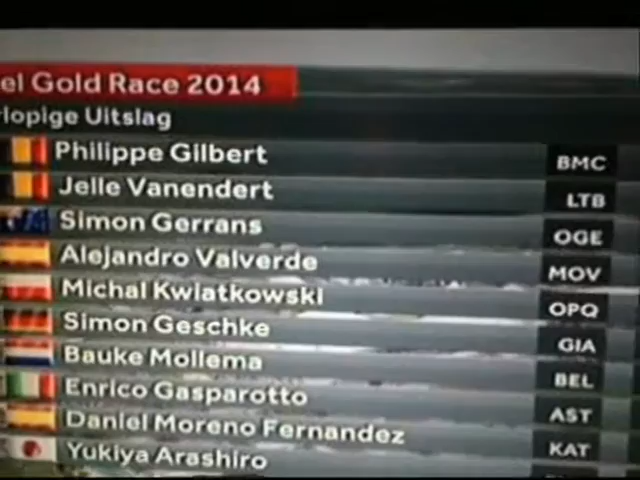 el Gold Race 2014
rlopige Uitslag
Philippe Gilbert BMC
Jelle Vanendert LTB
Simon Gerrans OGE
Alejandro Valverde MOV
Michal Kwiatkowski OPQ
Simon Geschke GIA
Bauke Mollema BEL
Enrico Gasparotto AST
Daniel Moreno Fernandez KAT
Yukiya Arashiro